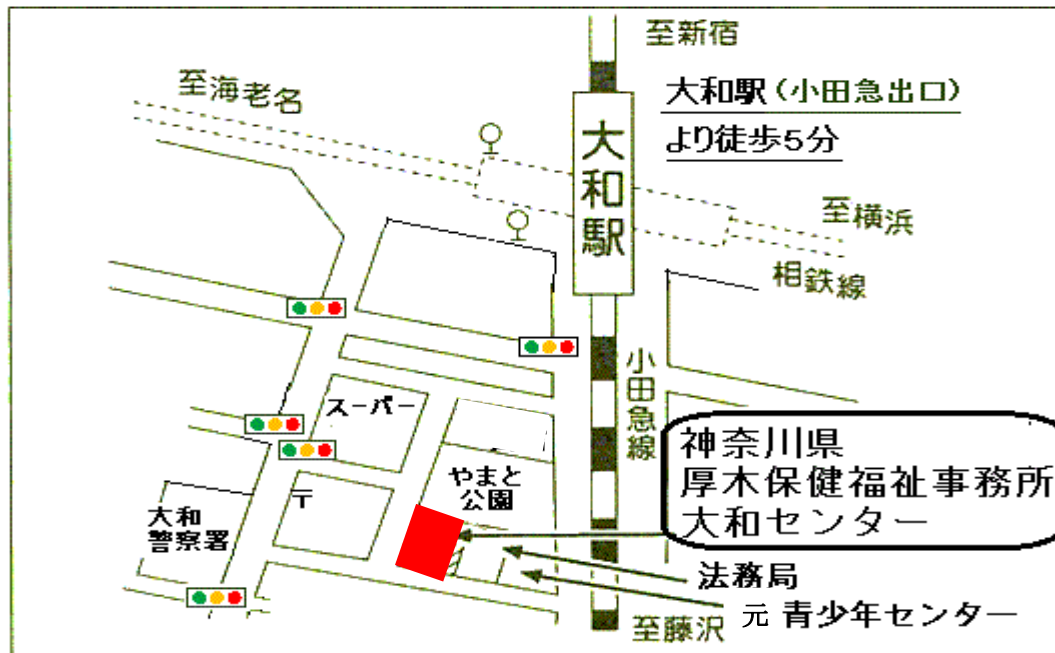 至新宿
至海老名
大和駅(小田急出口)
より徒歩5分
大和駅
至横浜
相鉄線
小田急線
スーパー
神奈川県
厚木保健福祉事務所
大和センター
やまと
公園
〒
大和
警察署
法務局
元 青少年センター
至藤沢